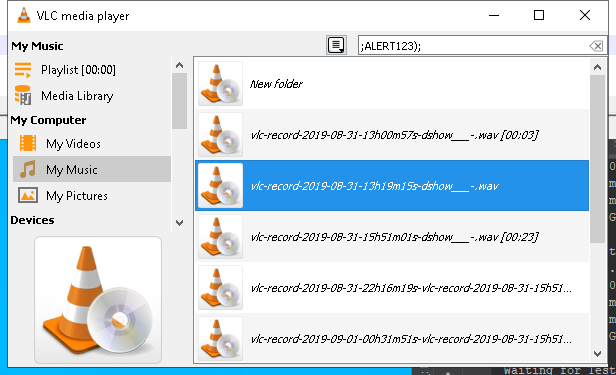 VLC media player
My Music
;ALERT123);
Playlist [00:00]
Media Library
My Computer
My Videos
My Music
My Pictures
Devices
New folder
vlc-record-2019-08-31-13h00m57s-dshow___-.wav [00:03]
vlc-record-2019-08-31-13h19m15s-dshow___-.wav
vlc-record-2019-08-31-15h51m01s-dshow___-.wav [00:23]
vlc-record-2019-08-31-22h16m19s-vlc-record-2019-08-31-15h51...
vlc-record-2019-09-01-00h31m51s-vlc-record-2019-08-31-15h51...
Waiting for